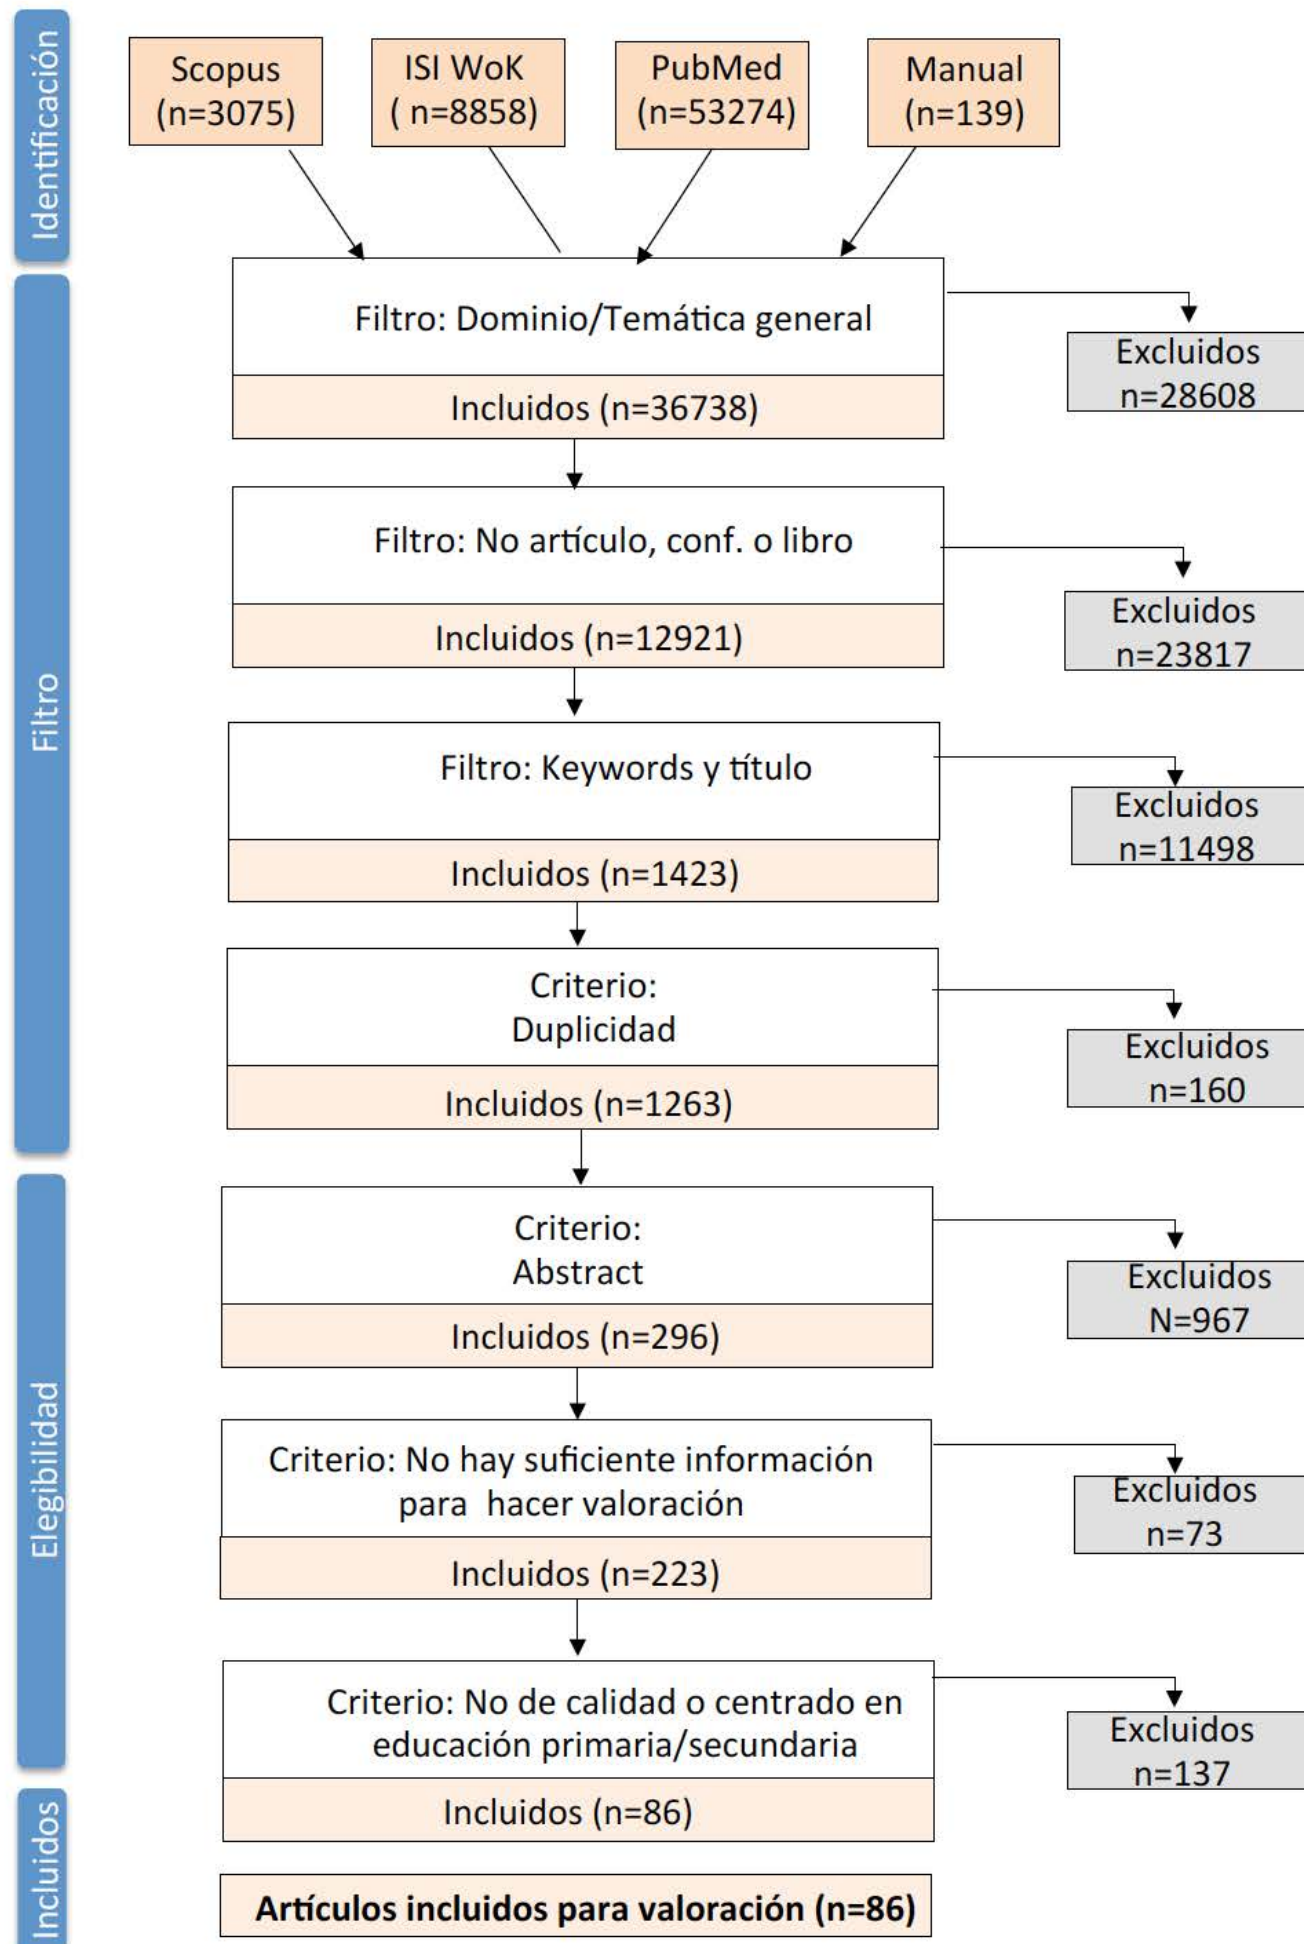 Identificación
Scopus
(n=3075)
ISI WoK
( n=8858)
PubMed
(n=53274)
Manual
(n=139)
Filtro
Filtro: Dominio/Temática general
Incluidos (n=36738)
Excluidos
n=28608
Filtro: No artículo, conf. o libro
Incluidos (n=12921)
Excluidos
n=23817
Filtro: Keywords y título
Incluidos (n=1423)
Excluidos
n=11498
Criterio:
Duplicidad
Incluidos (n=1263)
Excluidos
n=160
Elegibilidad
Criterio:
Abstract
Incluidos (n=296)
Excluidos
N=967
Criterio: No hay suficiente información
para  hacer valoración
Incluidos (n=223)
Excluidos
n=73
Criterio: No de calidad o centrado en
educación primaria/secundaria
Incluidos (n=86)
Excluidos
n=137
Incluidos
Artículos incluidos para valoración (n=86)